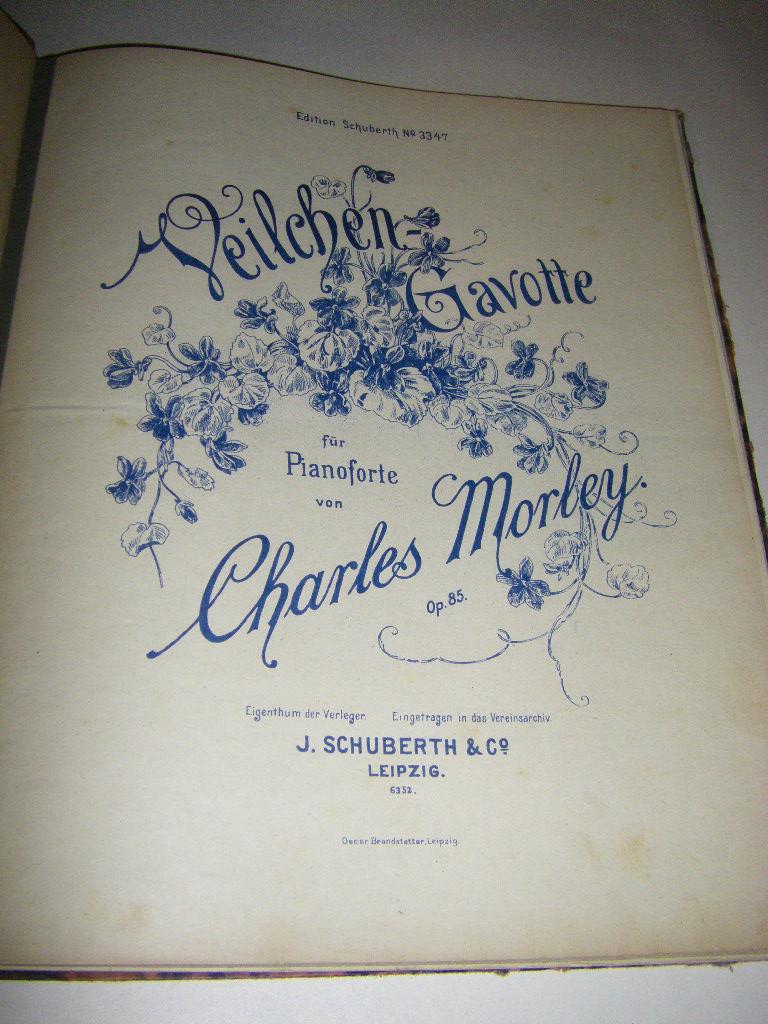 Edition Schuberth No 3347
Veilchen-
Gavotte
für
Pianoforte
von
Charles Morley.
Op. 85.
Eigenthum der Verleger. Eingetragen in das Vereinsarchiv.
J. SCHUBERTH & Co
LEIPZIG.
6352.
Oscar Brandstetter, Leipzig.